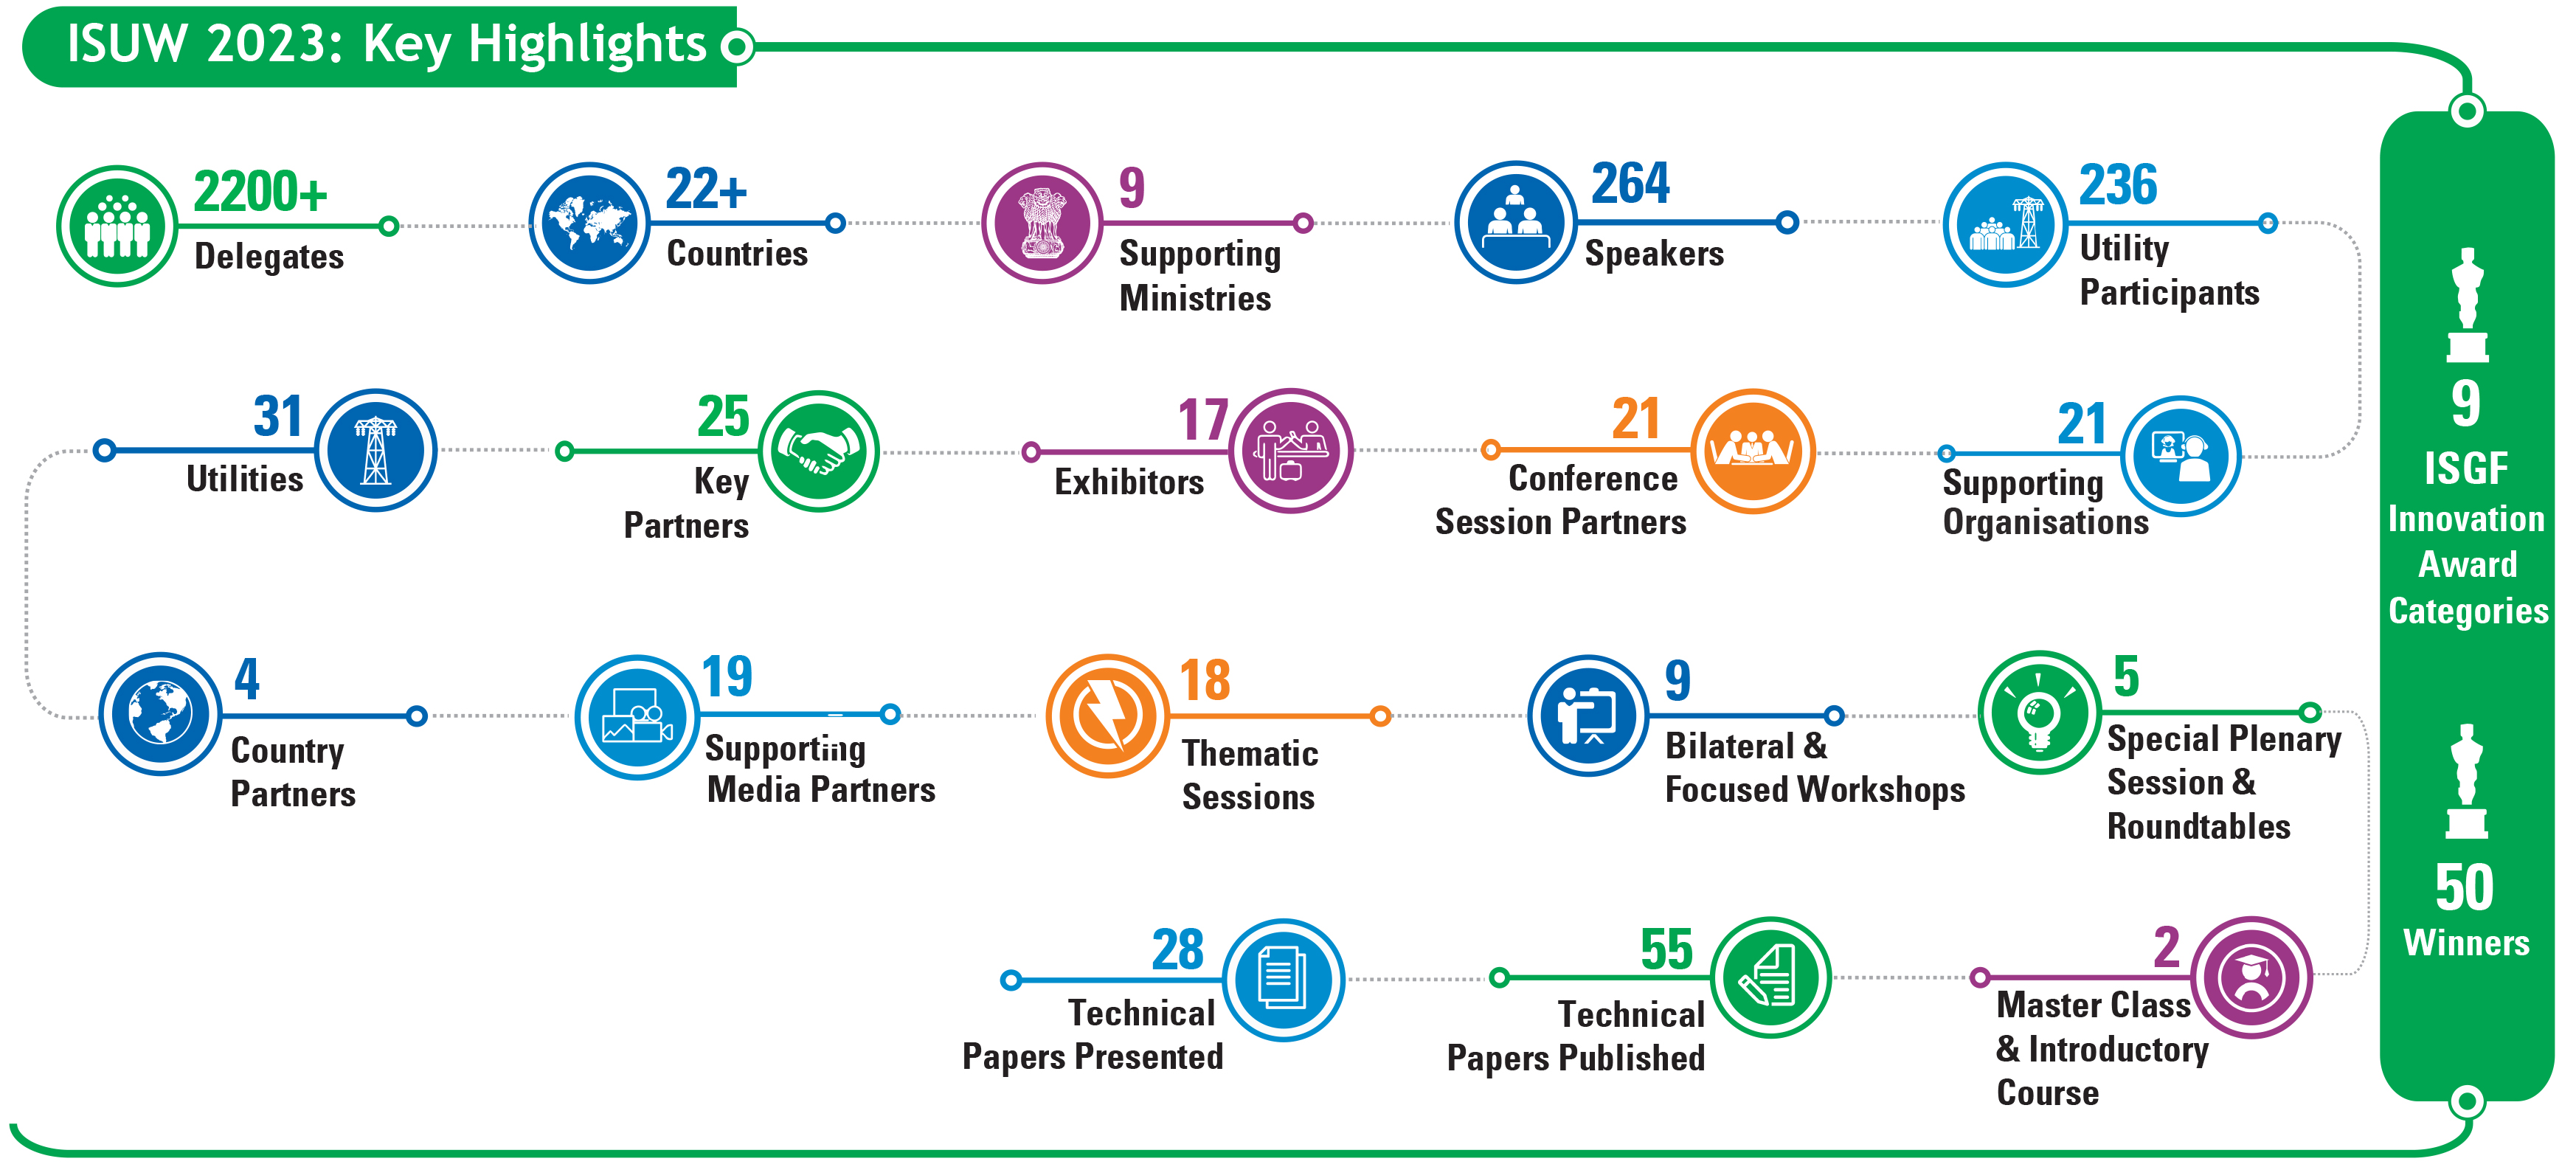 ISUW 2023: Key Highlights
2200+
Delegates
22+
Countries
9
Supporting
Ministries
264
Speakers
236
Utility
Participants
31
Utilities
25
Key
Partners
17
Exhibitors
21
Conference
Session Partners
21
Supporting
Organisations
4
Country
Partners
19
Supporting
Media Partners
18
Thematic
Sessions
9
Bilateral &
Focused Workshops
5
Special Plenary
Session &
Roundtables
28
Technical
Papers Presented
55
Technical
Papers Published
2
Master Class
& Introductory
Course
9
ISGF
Innovation
Award
Categories
50
Winners